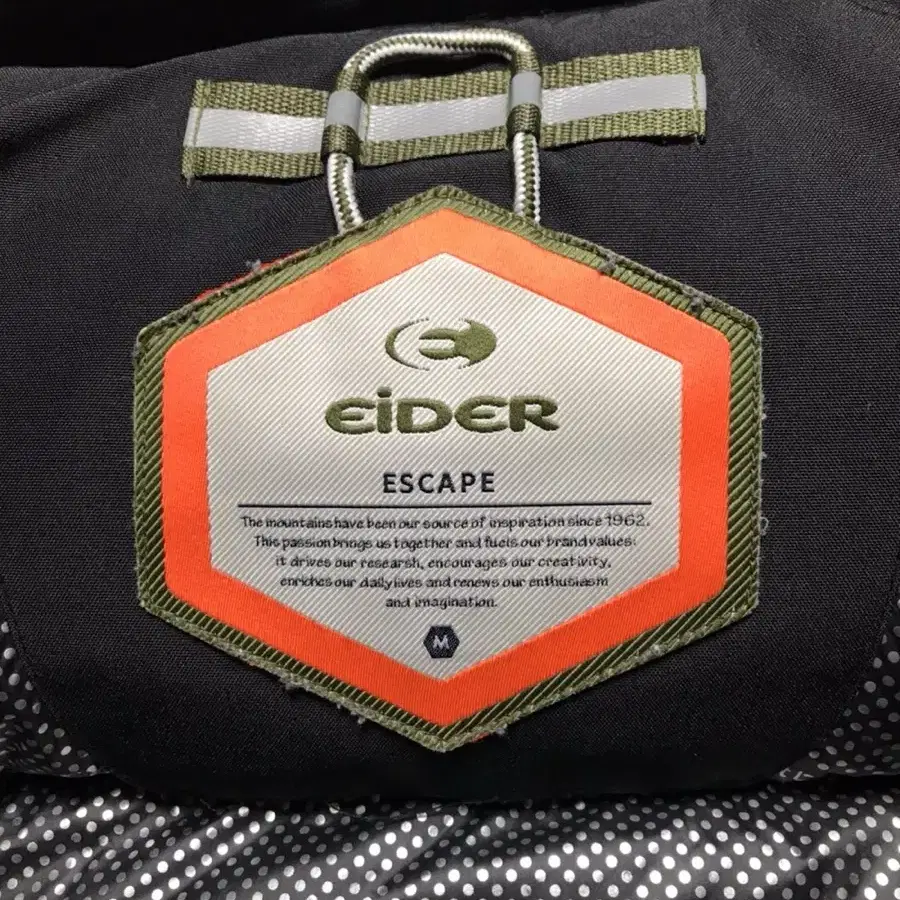 eiDER
ESCAPE
The mountains have been our source of inspiration since 1962.
This passion brings us together and fuels our brand values:
it drives our research, encourages our creativity,
enriches our daily lives and renews our enthusiasm
and imagination.
M